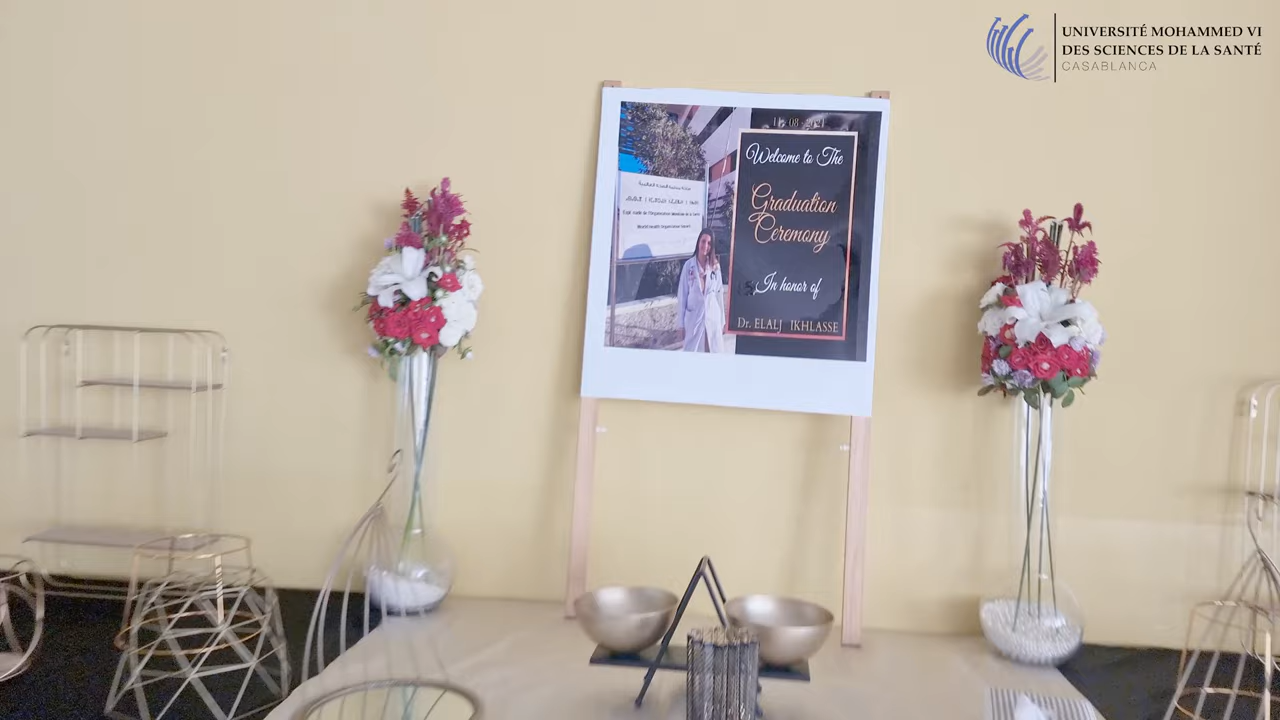 UNIVERSITÉ MOHAMMED VI
DES SCIENCES DE LA SANTÉ
CASABLANCA
Welcome to The
Graduation
Ceremony
In honor of
Dr. ELALJ IKHLASSE